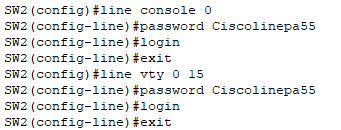 SW2(config)#line console 0
SW2(config-line)#password Ciscolinepa55
SW2(config-line)#login
SW2(config-line)#exit
SW2(config)#line vty 0 15
SW2(config-line)#password Ciscolinepa55
SW2(config-line)#login
SW2(config-line)#exit